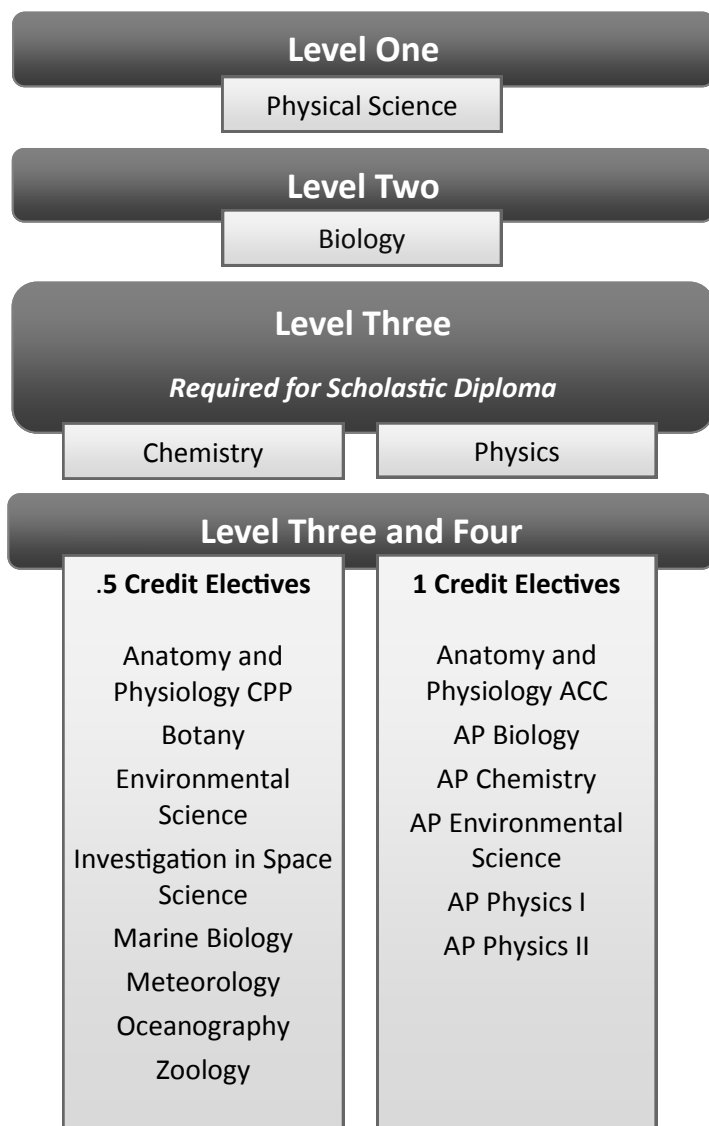 Level One
Physical Science
Level Two
Biology
Level Three
Required for Scholastic Diploma
Chemistry
Physics
Level Three and Four
.5 Credit Electives
Anatomy and
Physiology CPP
Botany
Environmental
Science
Investigation in Space
Science
Marine Biology
Meteorology
Oceanography
Zoology
1 Credit Electives
Anatomy and
Physiology ACC
AP Biology
AP Chemistry
AP Environmental
Science
AP Physics I
AP Physics II